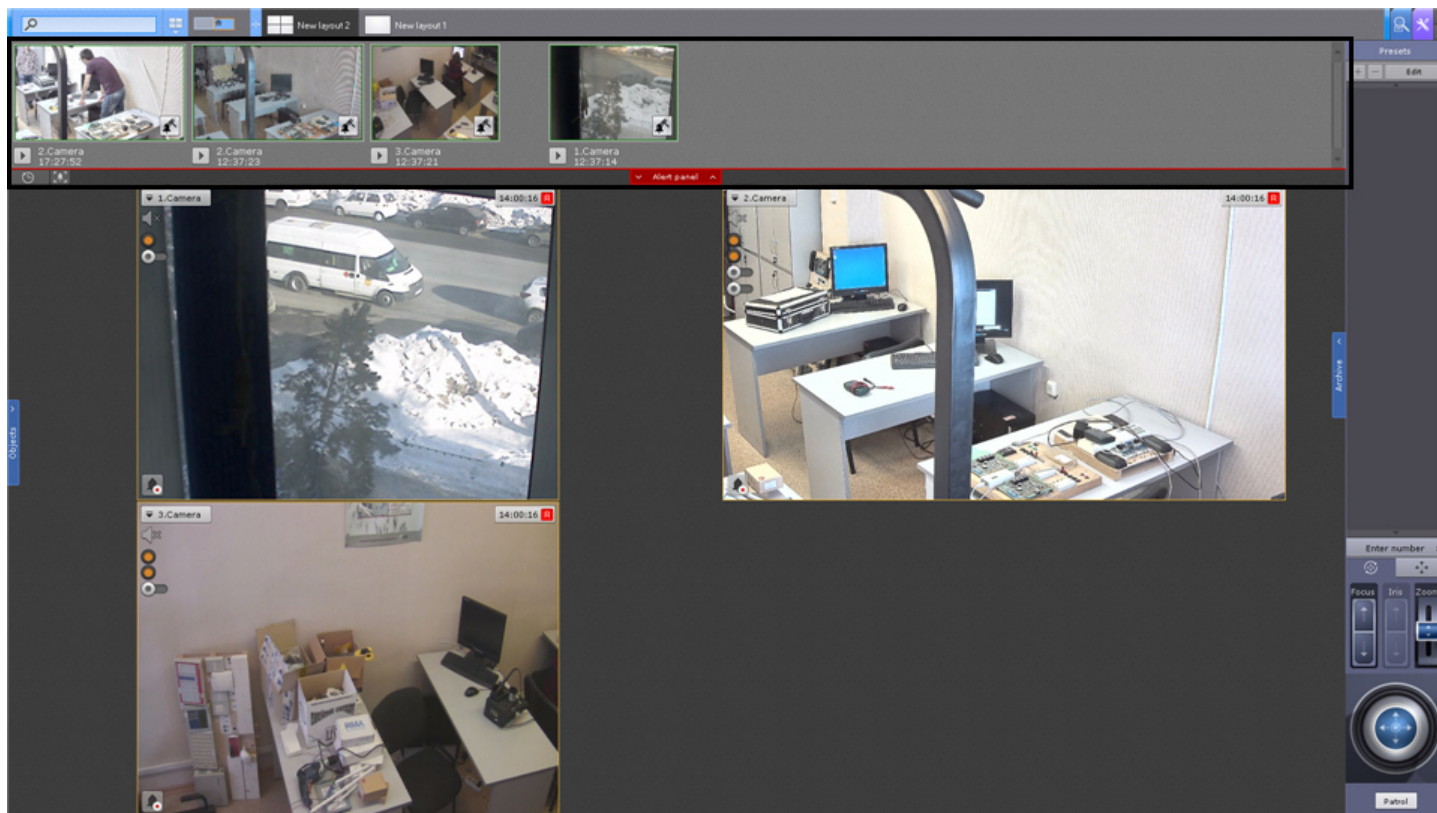 New layout 2
New layout 1
Presets
+ − Edit
2.Camera
17:27:52
2.Camera
12:37:23
3.Camera
12:37:21
1.Camera
12:37:14
Alert panel
1.Camera
14:00:16 R
2.Camera
14:00:16 R
Objects
Archive
3.Camera
14:00:16 R
Enter number
Focus
Iris
Zoom
Patrol